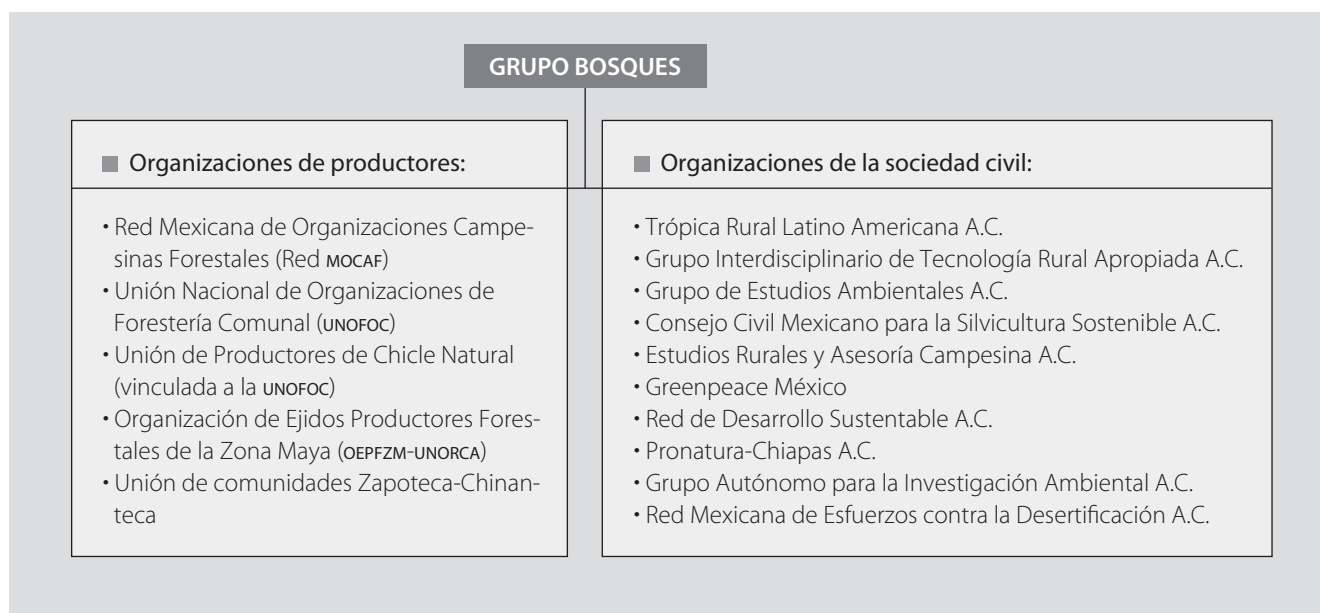 GRUPO BOSQUES
■ Organizaciones de productores:
• Red Mexicana de Organizaciones Campe-
sinas Forestales (Red MOCAF)
• Unión Nacional de Organizaciones de
Forestería Comunal (UNOFOC)
• Unión de Productores de Chicle Natural
(vinculada a la UNOFOC)
• Organización de Ejidos Productores Fores-
tales de la Zona Maya (OEPFZM-UNORCA)
• Unión de comunidades Zapoteca-Chinan-
teca
■ Organizaciones de la sociedad civil:
• Trópica Rural Latino Americana A.C.
• Grupo Interdisciplinario de Tecnología Rural Apropiada A.C.
• Grupo de Estudios Ambientales A.C.
• Consejo Civil Mexicano para la Silvicultura Sostenible A.C.
• Estudios Rurales y Asesoría Campesina A.C.
• Greenpeace México
• Red de Desarrollo Sustentable A.C.
• Pronatura-Chiapas A.C.
• Grupo Autónomo para la Investigación Ambiental A.C.
• Red Mexicana de Esfuerzos contra la Desertificación A.C.